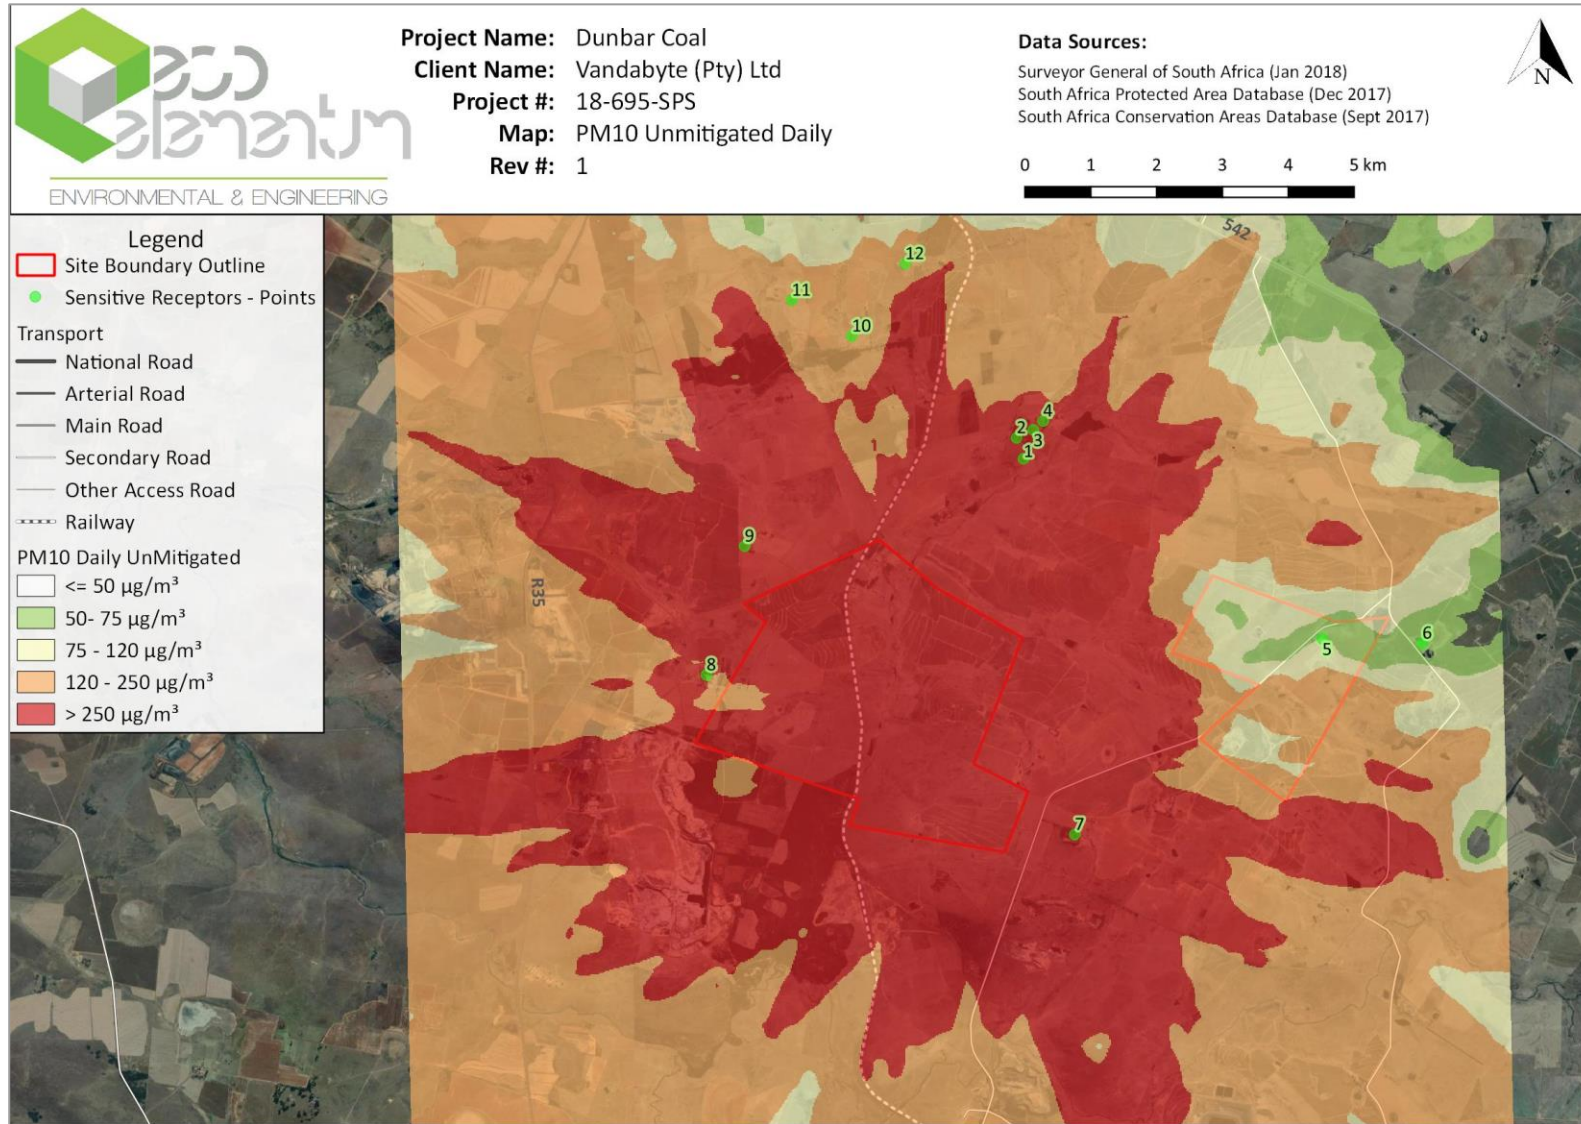 eco
elementum
ENVIRONMENTAL & ENGINEERING
Project Name: Dunbar Coal
Client Name: Vandabyte (Pty) Ltd
Project #: 18-695-SPS
Map: PM10 Unmitigated Daily
Rev #: 1
Data Sources:
Surveyor General of South Africa (Jan 2018)
South Africa Protected Area Database (Dec 2017)
South Africa Conservation Areas Database (Sept 2017)
0 1 2 3 4 5 km
N
Legend
Site Boundary Outline
Sensitive Receptors - Points
Transport
National Road
Arterial Road
Main Road
Secondary Road
Other Access Road
Railway
PM10 Daily UnMitigated
<= 50 µg/m³
50- 75 µg/m³
75 - 120 µg/m³
120 - 250 µg/m³
> 250 µg/m³
542
12
11
10
4
2
3
1
9
R35
5
6
8
7